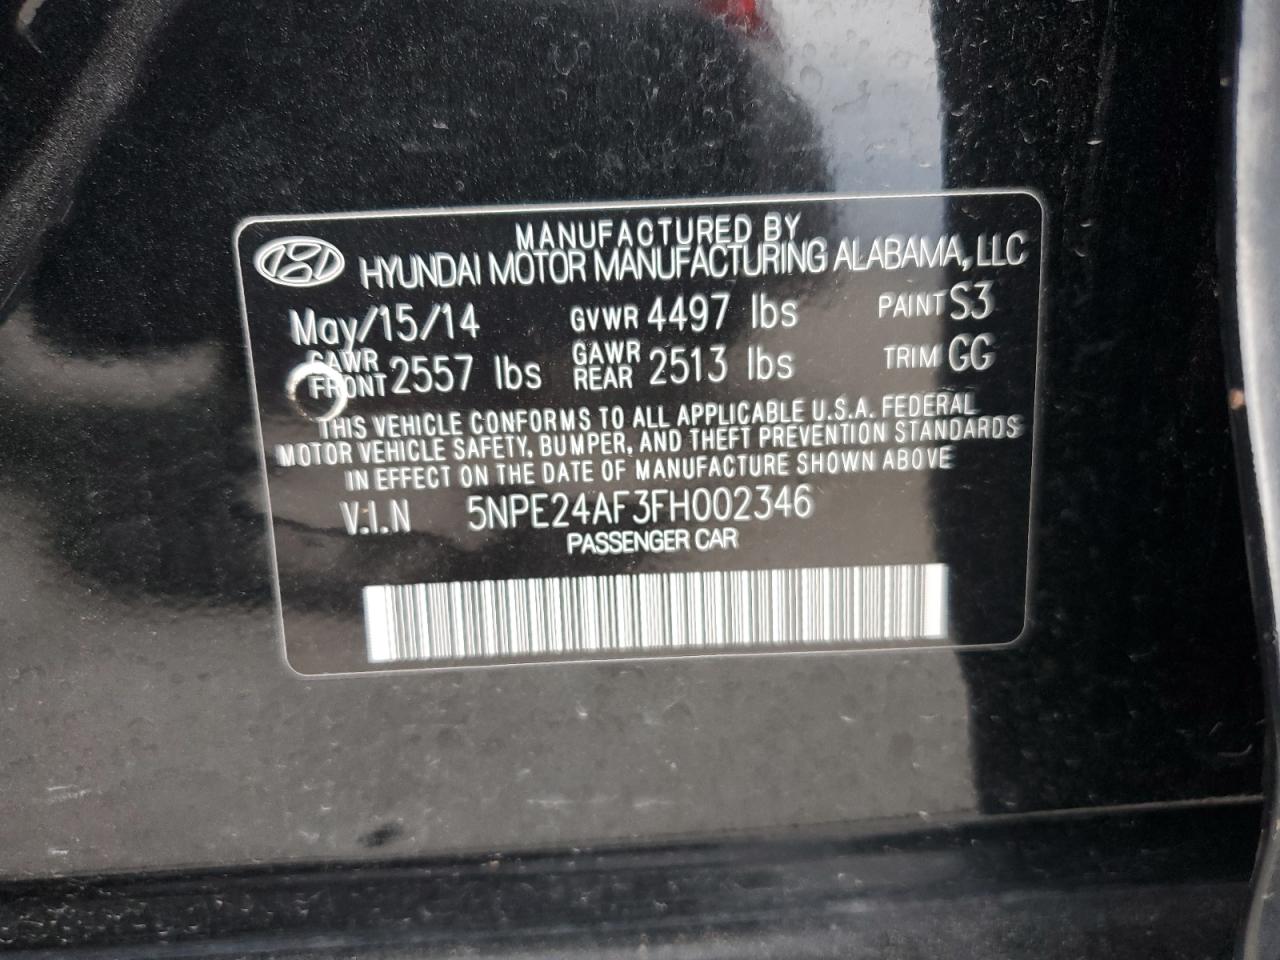 MANUFACTURED BY
HYUNDAI MOTOR MANUFACTURING ALABAMA, LLC
May/15/14 GVWR 4497 lbs PAINT S3
GAWR FRONT 2557 lbs GAWR REAR 2513 lbs TRIM GG
THIS VEHICLE CONFORMS TO ALL APPLICABLE U.S.A. FEDERAL
MOTOR VEHICLE SAFETY, BUMPER, AND THEFT PREVENTION STANDARDS
IN EFFECT ON THE DATE OF MANUFACTURE SHOWN ABOVE
V.I.N 5NPE24AF3FH002346
PASSENGER CAR